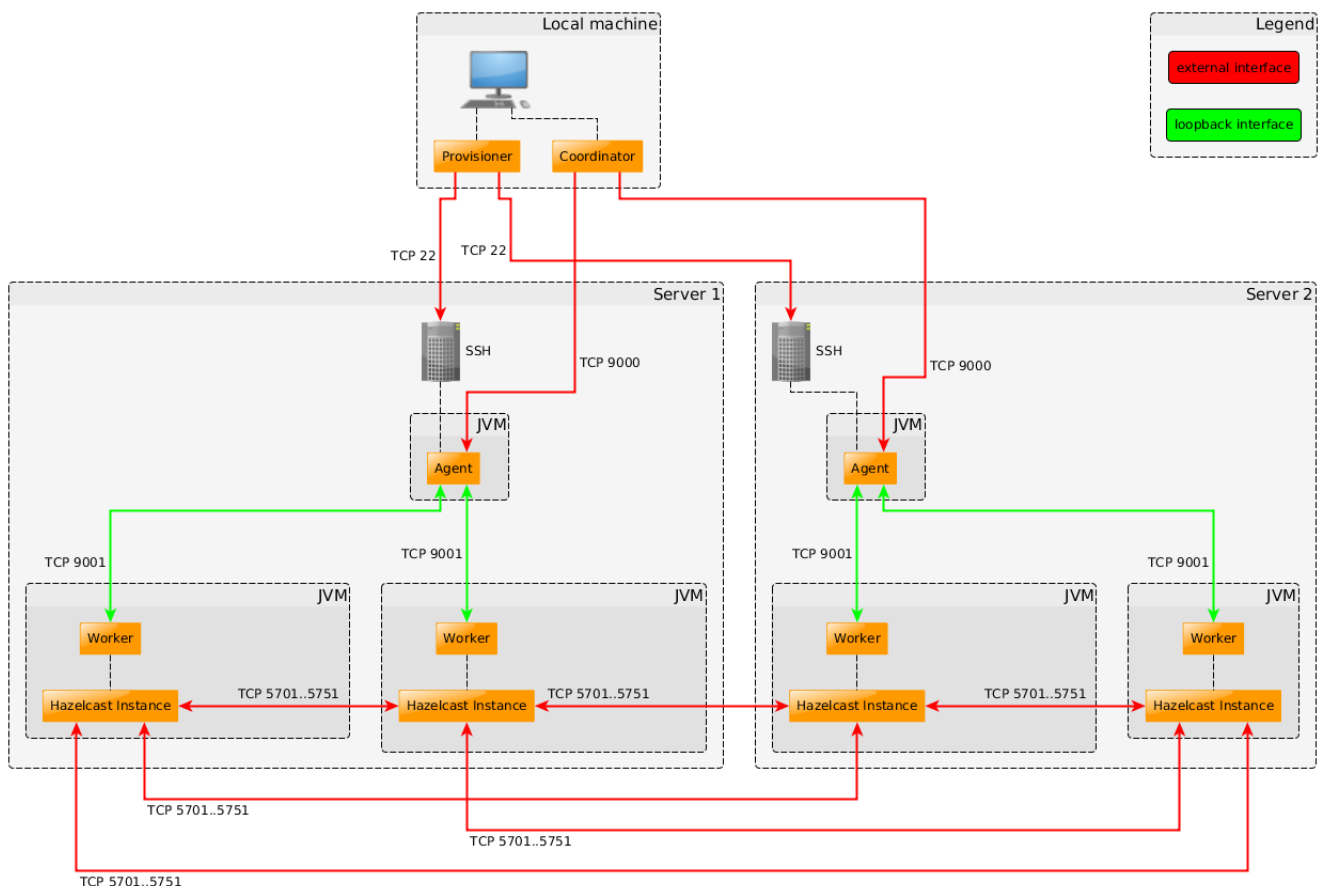 Local machine
Legend
external interface
loopback interface
Provisioner
Coordinator
TCP 22
TCP 22
Server 1
Server 2
SSH
SSH
TCP 9000
TCP 9000
JVM
JVM
Agent
Agent
TCP 9001
TCP 9001
TCP 9001
TCP 9001
JVM
JVM
JVM
JVM
Worker
Worker
Worker
Worker
TCP 5701..5751
TCP 5701..5751
TCP 5701..5751
Hazelcast Instance
Hazelcast Instance
Hazelcast Instance
Hazelcast Instance
TCP 5701..5751
TCP 5701..5751
TCP 5701..5751